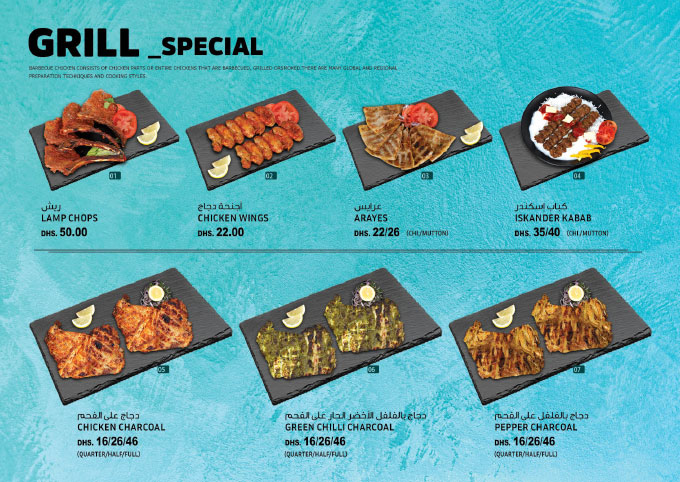 GRILL _SPECIAL
BARBECUE CHICKEN CONSISTS OF CHICKEN PARTS OR ENTIRE CHICKENS THAT ARE BARBECUED, GRILLED OR SMOKED THERE ARE MANY GLOBAL AND REGIONAL
PREPARATION TECHNIQUES AND COOKING STYLES.
01
ريش
LAMP CHOPS
DHS. 50.00
02
اجنحة دجاج
CHICKEN WINGS
DHS. 22.00
03
عرايس
ARAYES
DHS. 22/26 (CHI/MUTTON)
04
كباب إسكندر
ISKANDER KABAB
DHS. 35/40 (CHI/MUTTON)
05
دجاج على الفحم
CHICKEN CHARCOAL
DHS. 16/26/46
(QUARTER/HALF/FULL)
06
دجاج بالفلفل الأخضر الحار على الفحم
GREEN CHILLI CHARCOAL
DHS. 16/26/46
(QUARTER/HALF/FULL)
07
دجاج بالفلفل على الفحم
PEPPER CHARCOAL
DHS. 16/26/46
(QUARTER/HALF/FULL)